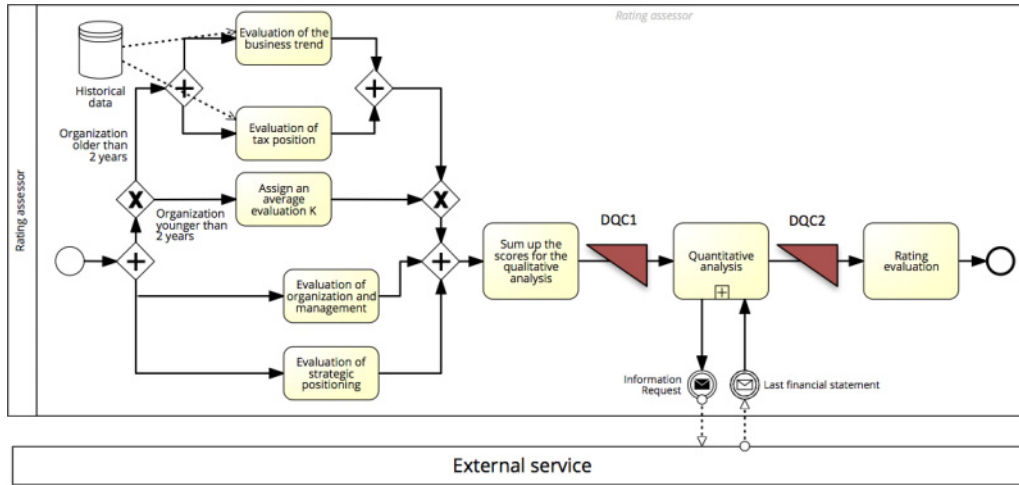 Rating assessor
Rating assessor
Historical
data
Evaluation of the
business trend
Evaluation of
tax position
Organization
older than
2 years
Assign an
average
evaluation K
Organization
younger than
2 years
Evaluation of
organization and
management
Evaluation of
strategic
positioning
Sum up the
scores for the
qualitative
analysis
DQC1
Quantitative
analysis
DQC2
Rating
evaluation
Information
Request
Last financial statement
External service